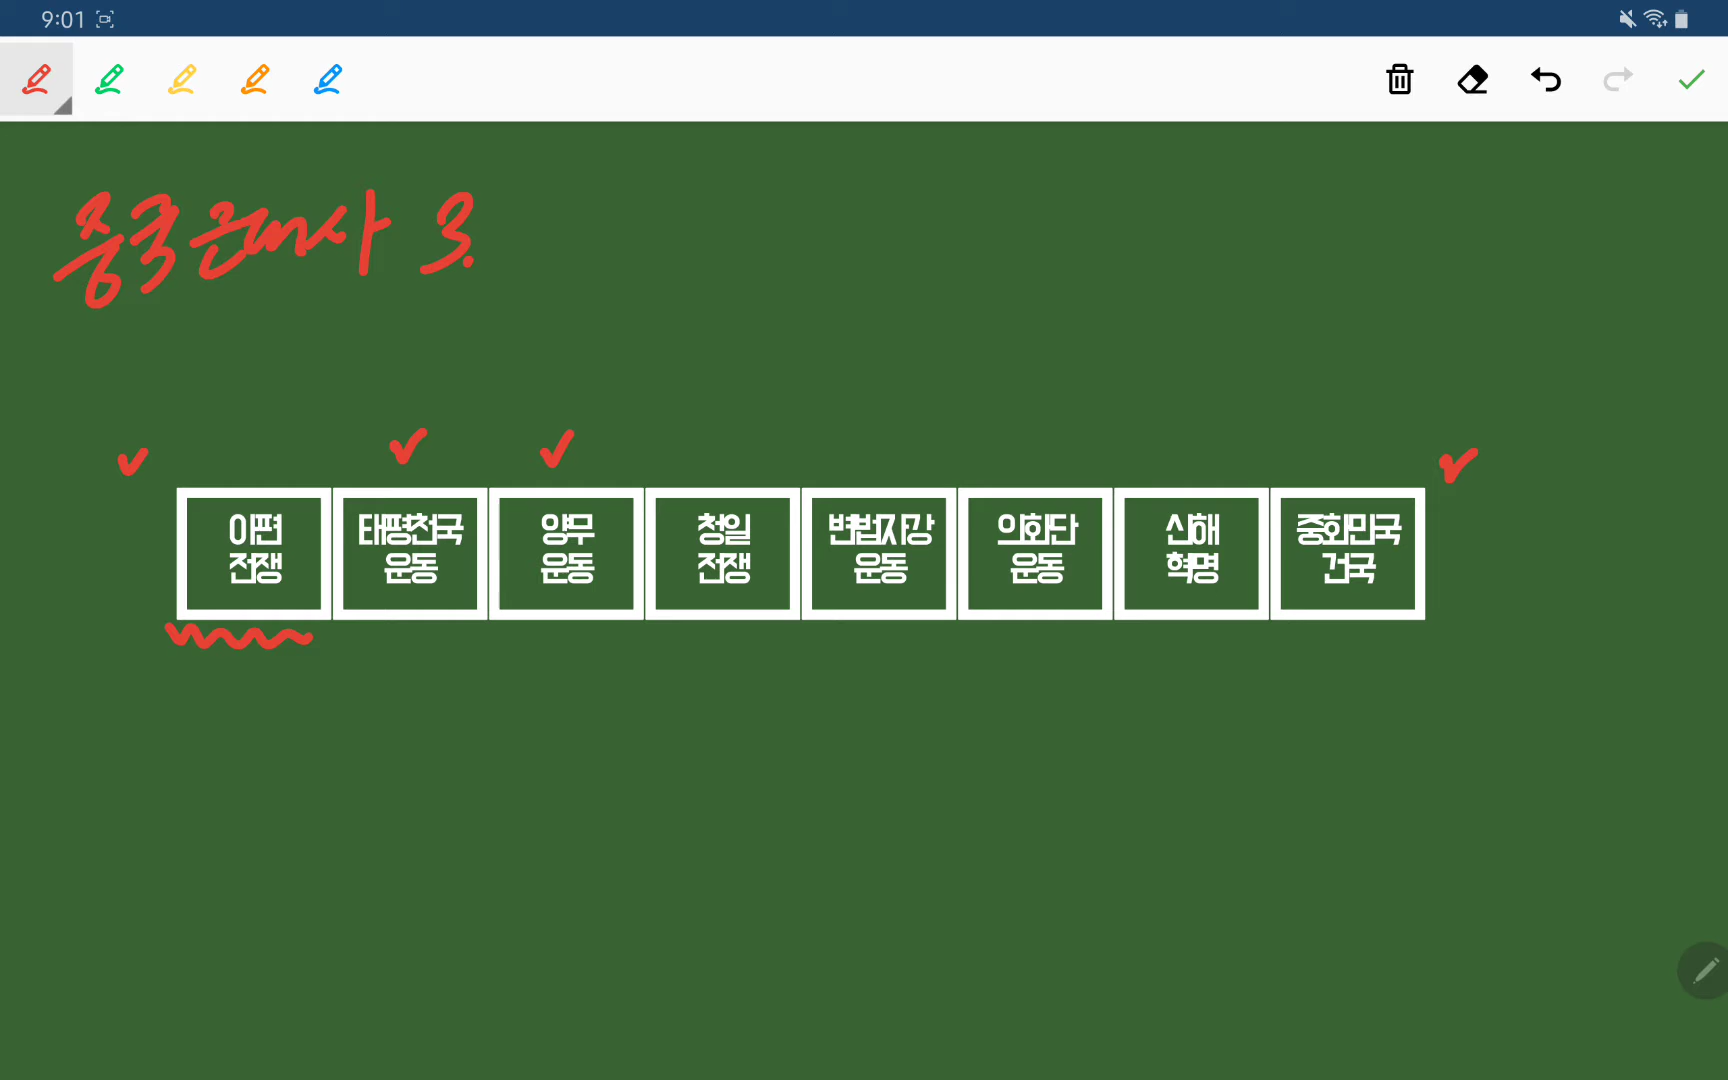 9:01
중국근대사 3.
아편
전쟁
태평천국
운동
양무
운동
청일
전쟁
변법자강
운동
의화단
운동
신해
혁명
중화민국
건국